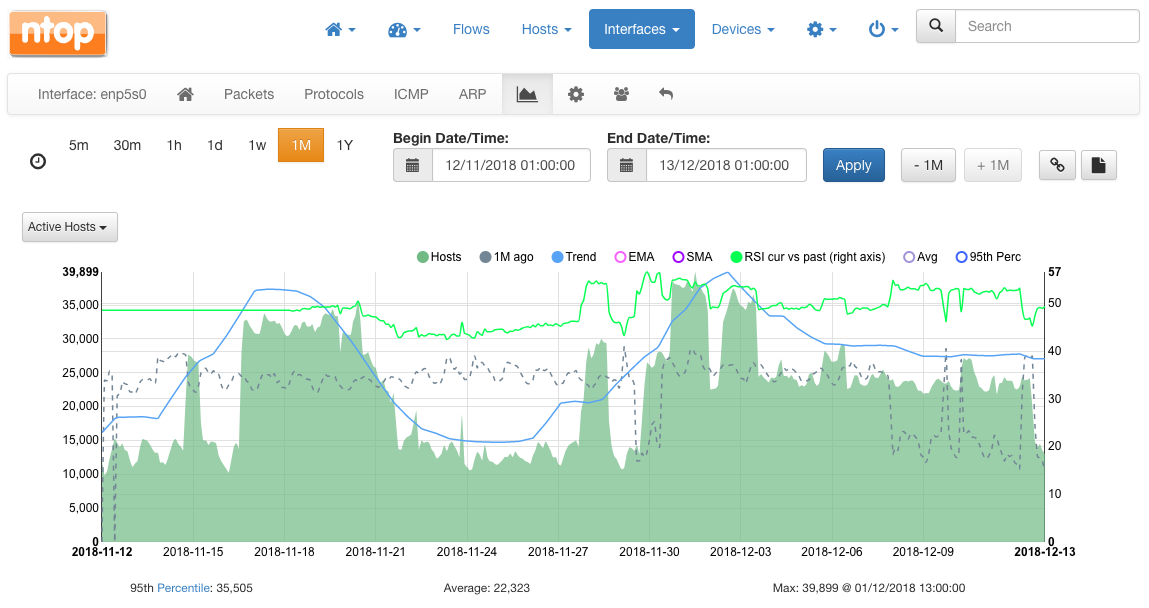 ntop
Flows Hosts Interfaces Devices Search
Interface: enp5s0 Packets Protocols ICMP ARP
5m 30m 1h 1d 1w 1M 1Y
Begin Date/Time: End Date/Time:
12/11/2018 01:00:00 13/12/2018 01:00:00 Apply - 1M + 1M
Active Hosts
Hosts 1M ago Trend EMA SMA RSI cur vs past (right axis) Avg 95th Perc
39,899 57
35,000 50
30,000
25,000 40
20,000 30
15,000 20
10,000 10
5,000
0 0
2018-11-12 2018-11-15 2018-11-18 2018-11-21 2018-11-24 2018-11-27 2018-11-30 2018-12-03 2018-12-06 2018-12-09 2018-12-13
95th Percentile: 35,505 Average: 22,323 Max: 39,899 @ 01/12/2018 13:00:00